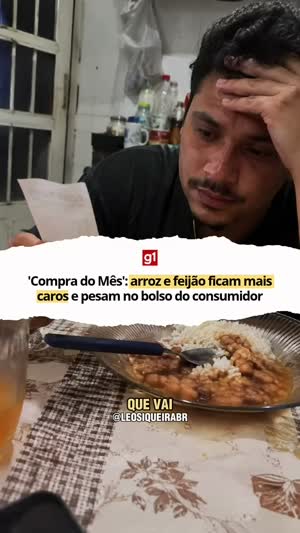 g1
'Compra do Mês': arroz e feijão ficam mais
caros e pesam no bolso do consumidor
QUE VAI
@LEOSIQUEIRABR